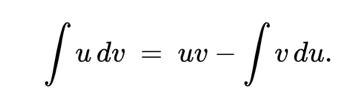 ∫ u dv = uv − ∫ v du.